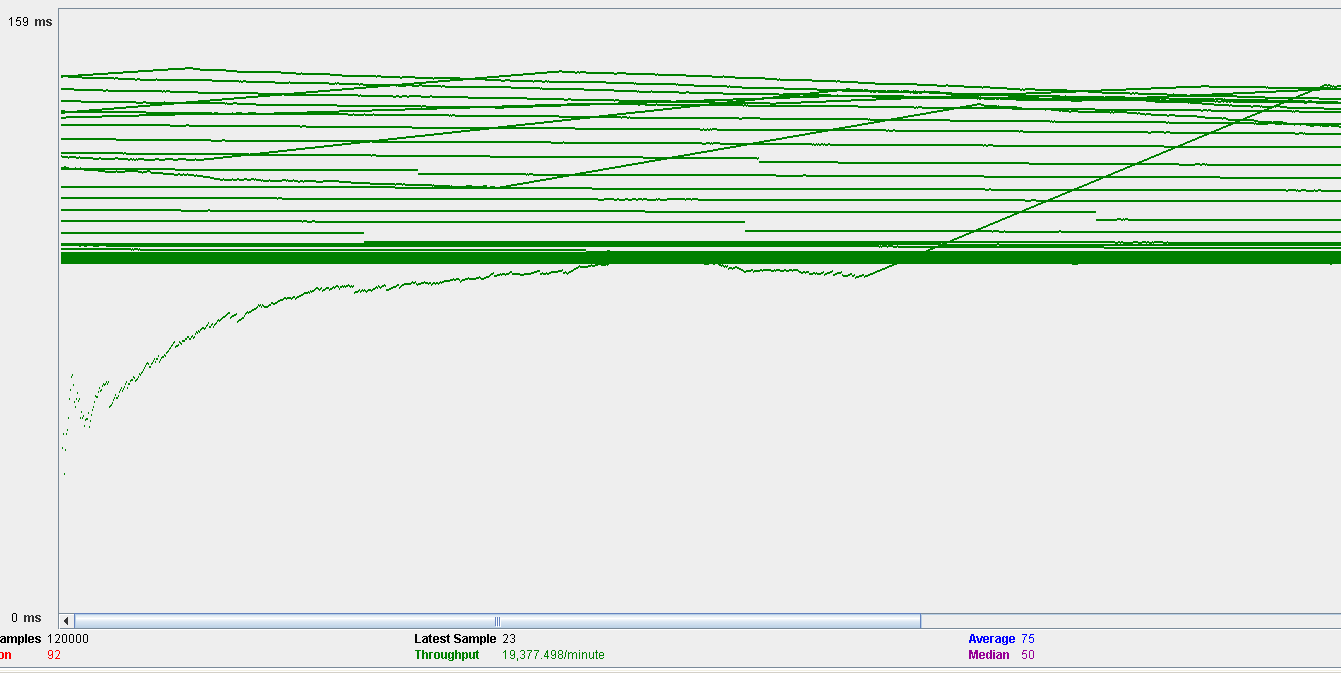 159 ms
0 ms
amples 120000 Latest Sample 23 Average 75
on 92 Throughput 19,377.498/minute Median 50